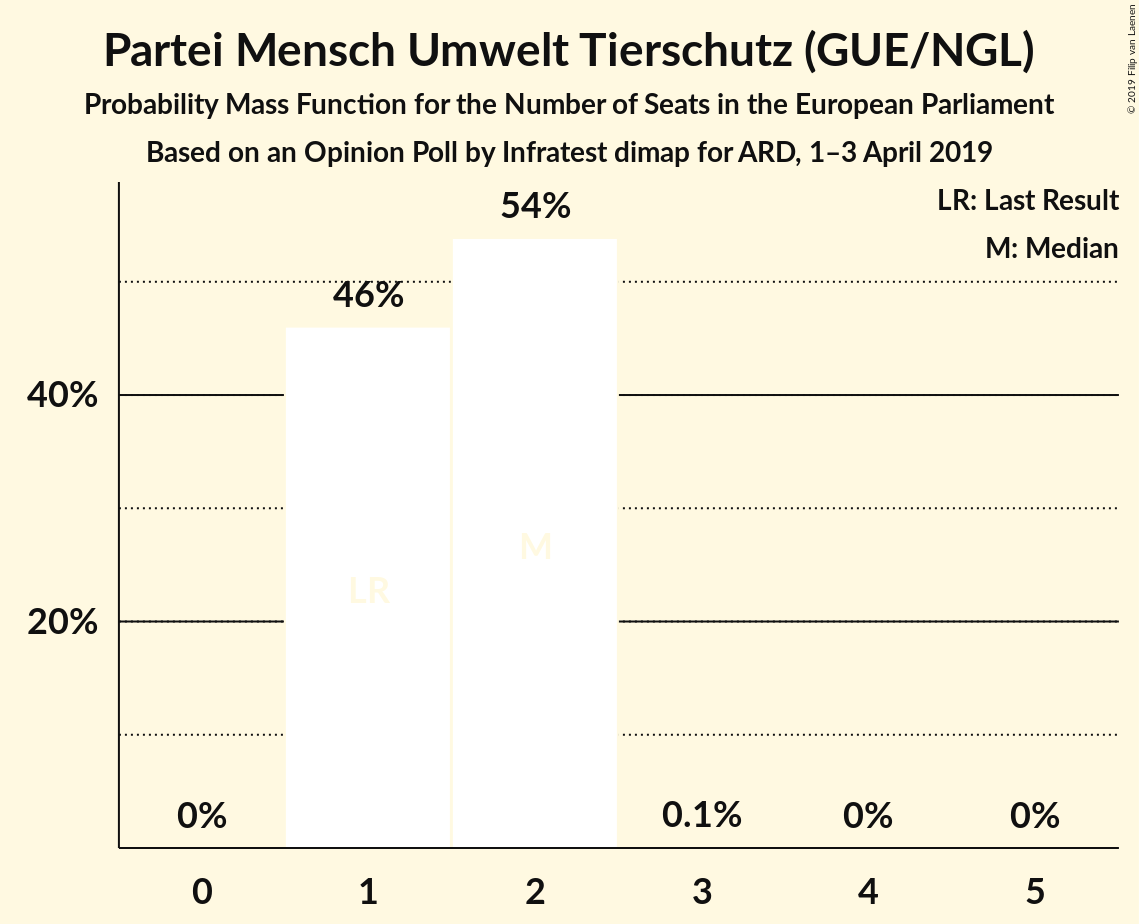 Partei Mensch Umwelt Tierschutz (GUE/NGL)
Probability Mass Function for the Number of Seats in the European Parliament
Based on an Opinion Poll by Infratest dimap for ARD, 1–3 April 2019
© 2019 Filip van Laenen
LR: Last Result
M: Median
54%
46%
40%
M
LR
20%
0%
0.1%
0%
0%
0 1 2 3 4 5